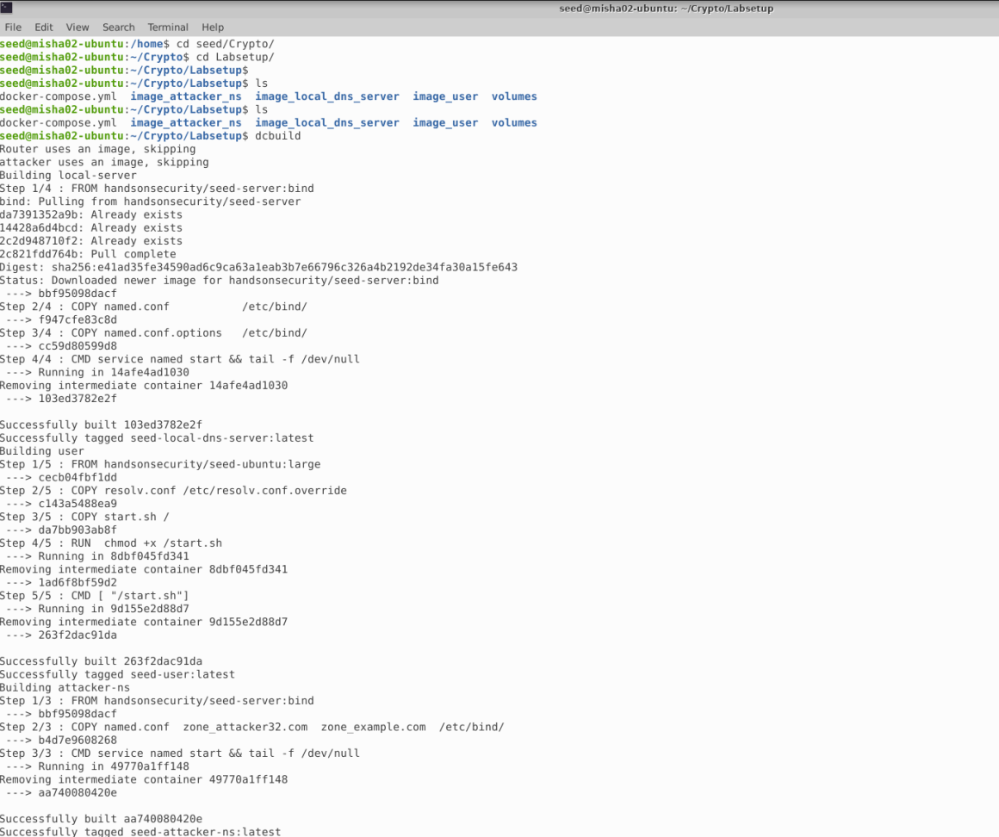 seed@misha02-ubuntu: ~/Crypto/Labsetup
File Edit View Search Terminal Help
seed@misha02-ubuntu:/home$ cd seed/Crypto/
seed@misha02-ubuntu:~/Crypto$ cd Labsetup/
seed@misha02-ubuntu:~/Crypto/Labsetup$
seed@misha02-ubuntu:~/Crypto/Labsetup$ ls
docker-compose.yml  image_attacker_ns  image_local_dns_server  image_user  volumes
seed@misha02-ubuntu:~/Crypto/Labsetup$ ls
docker-compose.yml  image_attacker_ns  image_local_dns_server  image_user  volumes
seed@misha02-ubuntu:~/Crypto/Labsetup$ dcbuild
Router uses an image, skipping
attacker uses an image, skipping
Building local-server
Step 1/4 : FROM handsonsecurity/seed-server:bind
bind: Pulling from handsonsecurity/seed-server
da7391352a9b: Already exists
14428a6d4bcd: Already exists
2c2d948710f2: Already exists
2c821fdd764b: Pull complete
Digest: sha256:e41ad35fe34590ad6c9ca63a1eab3b7e66796c326a4b2192de34fa30a15fe643
Status: Downloaded newer image for handsonsecurity/seed-server:bind
 ---> bbf95098dacf
Step 2/4 : COPY named.conf           /etc/bind/
 ---> f947cfe83c8d
Step 3/4 : COPY named.conf.options   /etc/bind/
 ---> cc59d80599d8
Step 4/4 : CMD service named start && tail -f /dev/null
 ---> Running in 14afe4ad1030
Removing intermediate container 14afe4ad1030
 ---> 103ed3782e2f
Successfully built 103ed3782e2f
Successfully tagged seed-local-dns-server:latest
Building user
Step 1/5 : FROM handsonsecurity/seed-ubuntu:large
 ---> cecb04fbf1dd
Step 2/5 : COPY resolv.conf /etc/resolv.conf.override
 ---> c143a5488ea9
Step 3/5 : COPY start.sh /
 ---> da7bb903ab8f
Step 4/5 : RUN  chmod +x /start.sh
 ---> Running in 8dbf045fd341
Removing intermediate container 8dbf045fd341
 ---> 1ad6f8bf59d2
Step 5/5 : CMD [ "/start.sh"]
 ---> Running in 9d155e2d88d7
Removing intermediate container 9d155e2d88d7
 ---> 263f2dac91da
Successfully built 263f2dac91da
Successfully tagged seed-user:latest
Building attacker-ns
Step 1/3 : FROM handsonsecurity/seed-server:bind
 ---> bbf95098dacf
Step 2/3 : COPY named.conf  zone_attacker32.com  zone_example.com  /etc/bind/
 ---> b4d7e9608268
Step 3/3 : CMD service named start && tail -f /dev/null
 ---> Running in 49770a1ff148
Removing intermediate container 49770a1ff148
 ---> aa740080420e
Successfully built aa740080420e
Successfully tagged seed-attacker-ns:latest